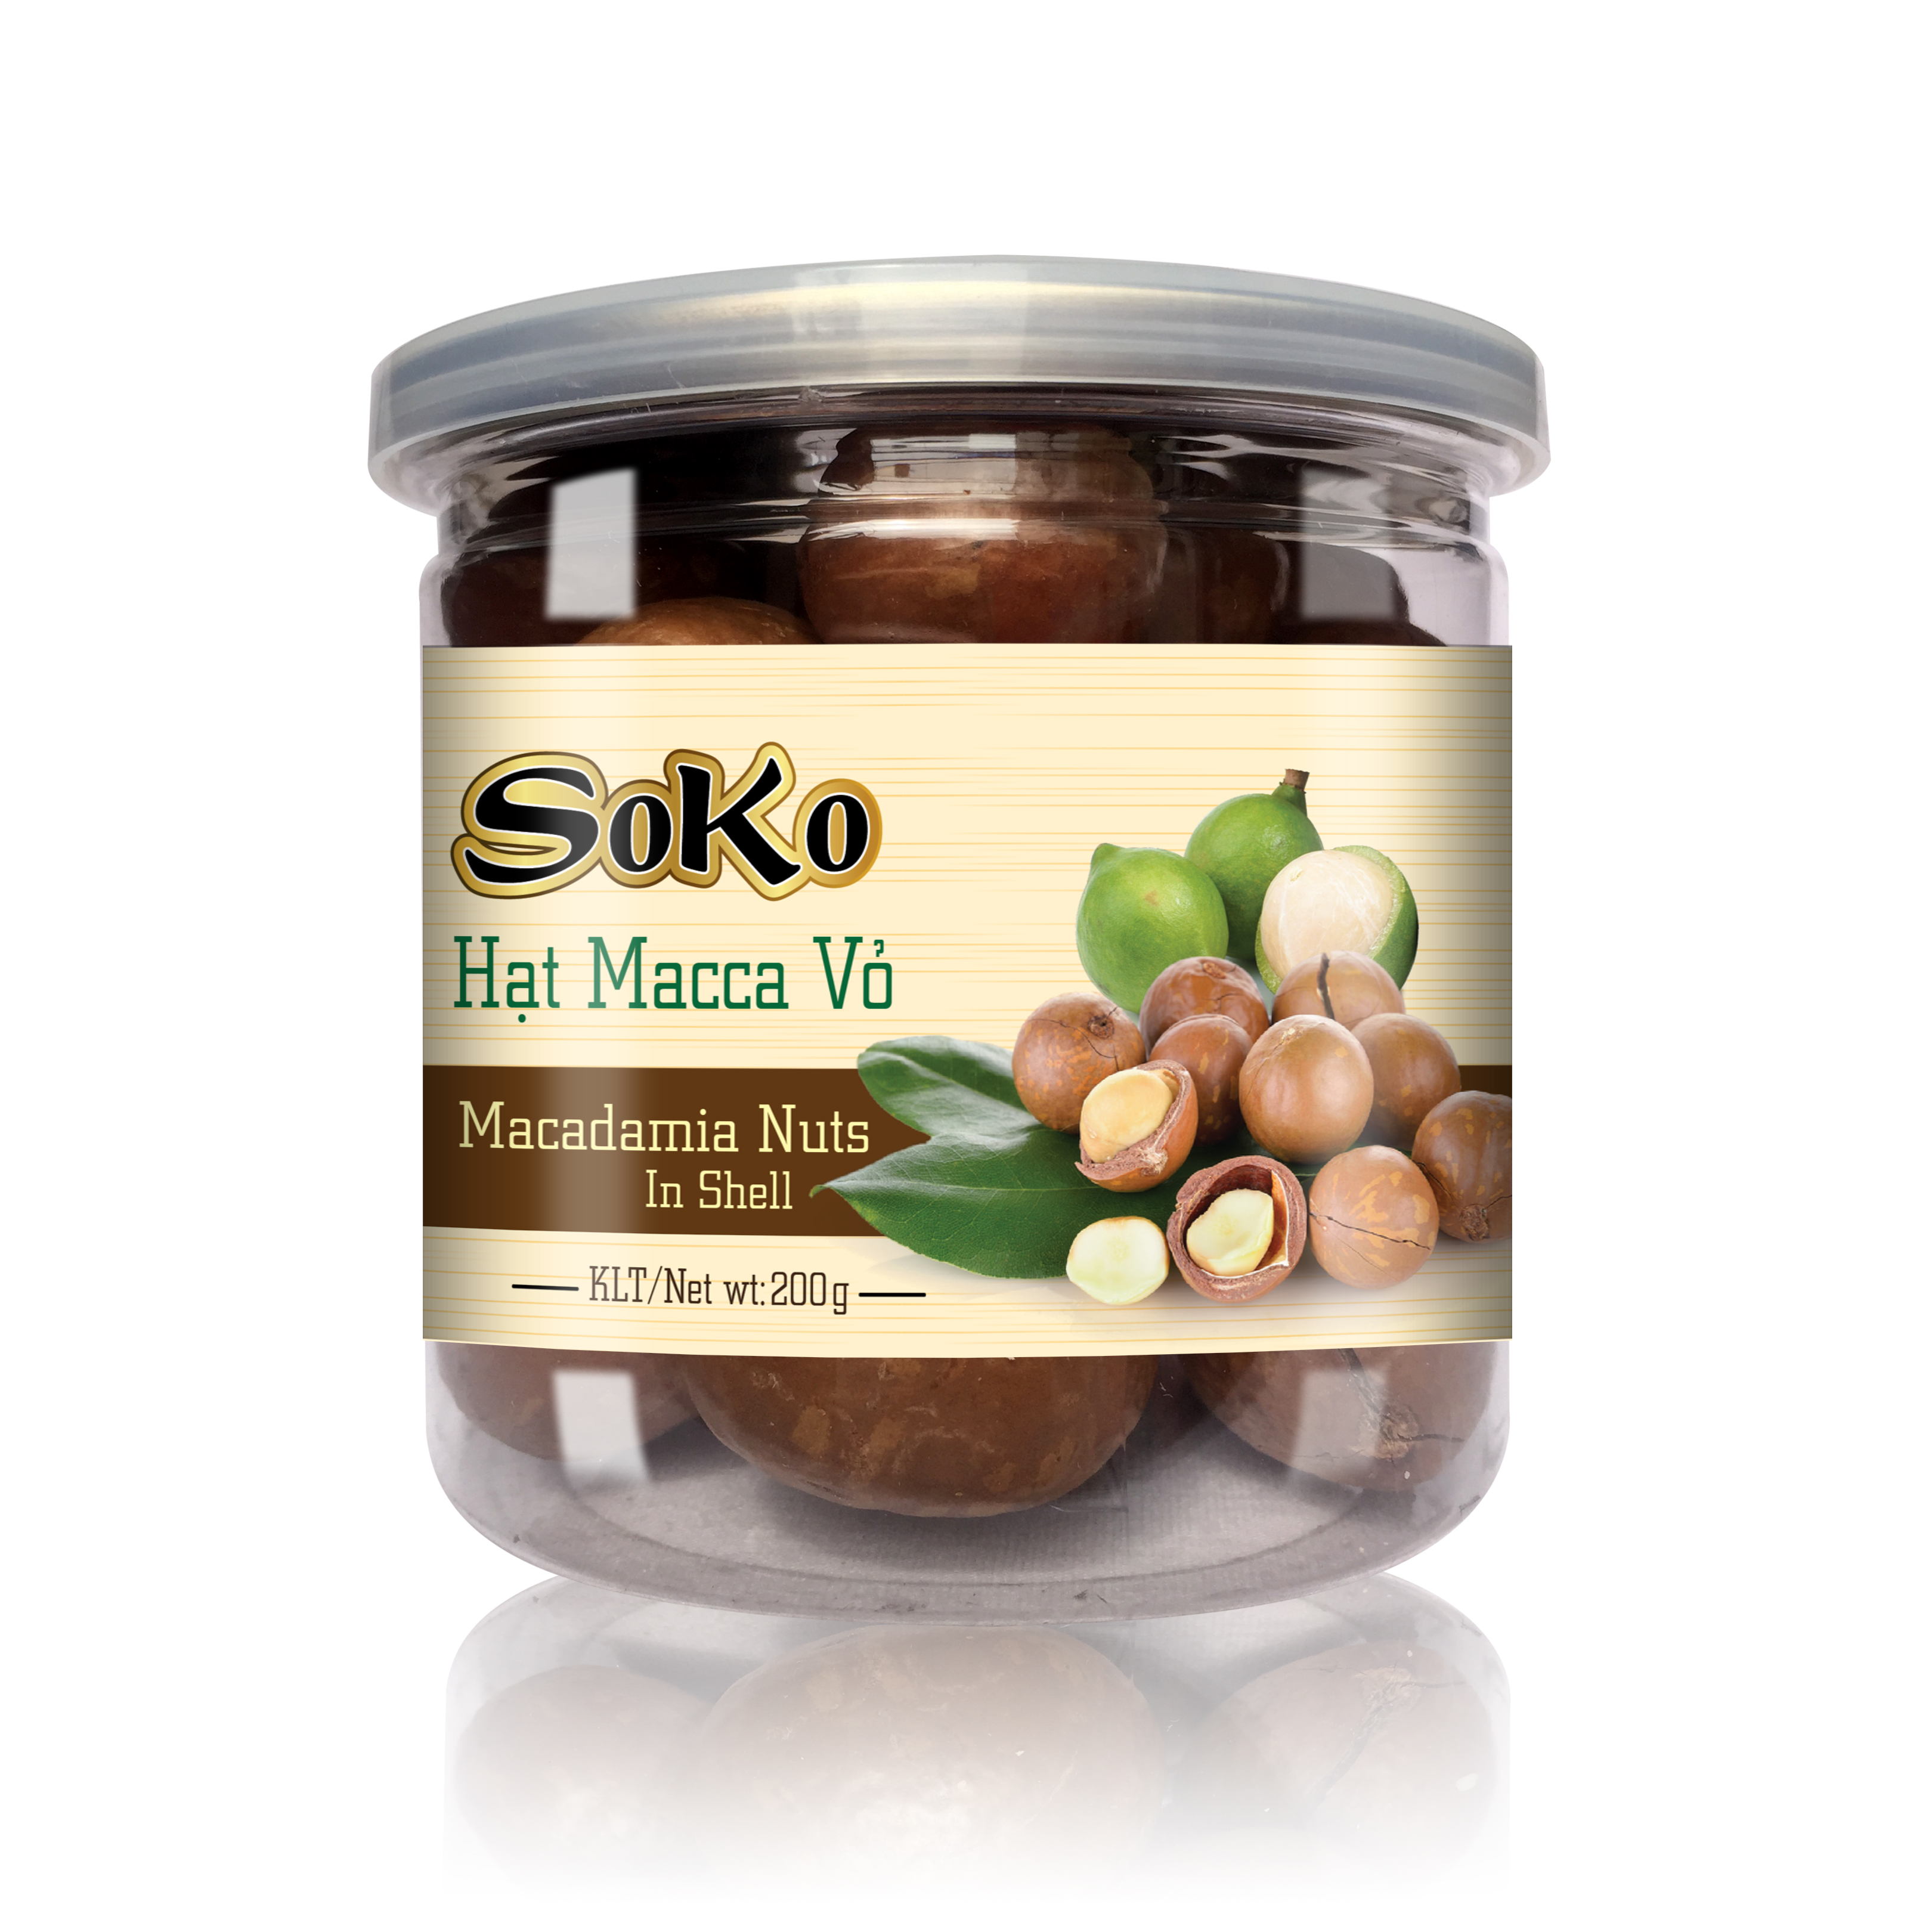 SoKo
Hạt Macca Vỏ
Macadamia Nuts
In Shell
KLT/Net wt: 200g